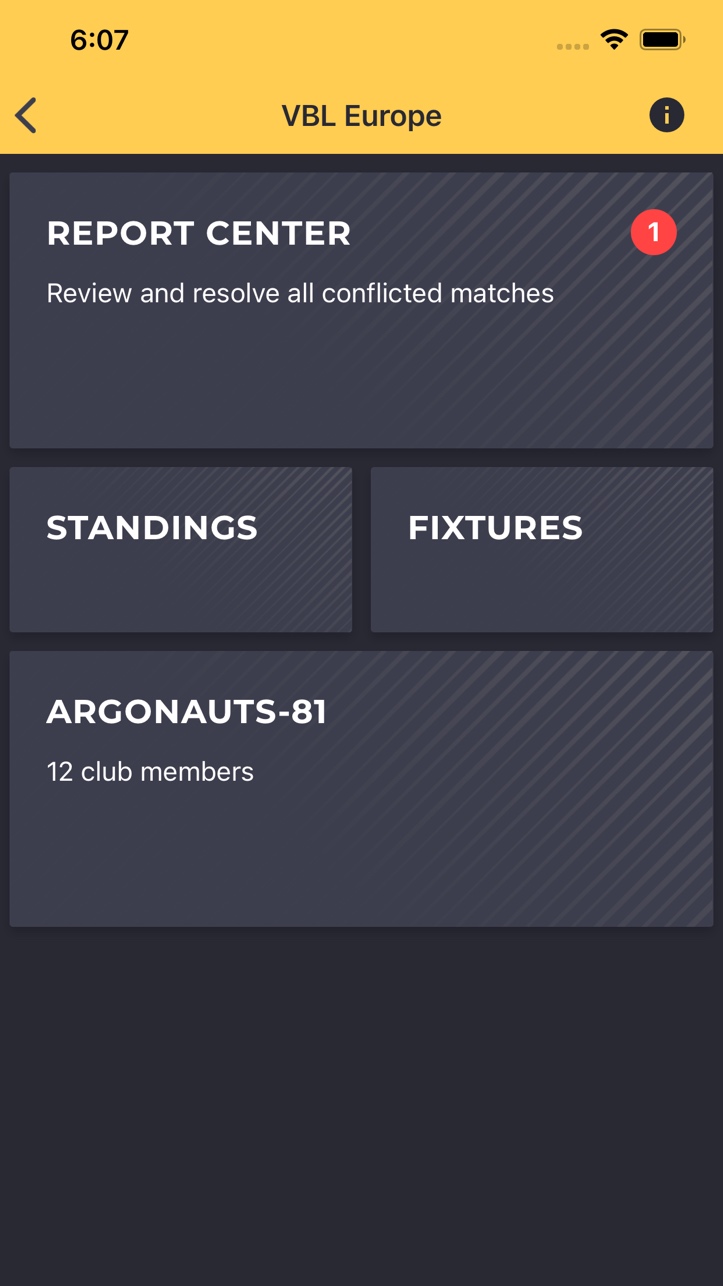 6:07
VBL Europe
REPORT CENTER
1
Review and resolve all conflicted matches
STANDINGS
FIXTURES
ARGONAUTS-81
12 club members